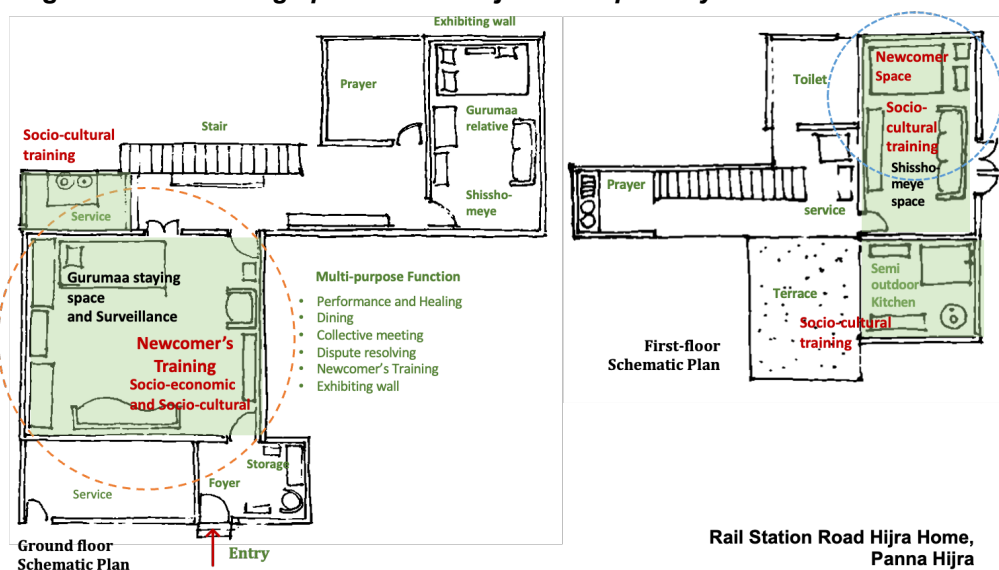 Exhibiting wall
Prayer
Gurumaa
relative
Shissho-
meye
Stair
Socio-cultural
training
Service
Gurumaa staying
space
and Surveillance
Newcomer's
Training
Socio-economic
and Socio-cultural
Multi-purpose Function
• Performance and Healing
• Dining
• Collective meeting
• Dispute resolving
• Newcomer's Training
• Exhibiting wall
Service
Foyer
Storage
Entry
Ground floor
Schematic Plan
Toilet
Newcomer
Space
Socio-
cultural
training
Shissho-
meye
space
Prayer
service
Terrace
Semi
outdoor
Kitchen
Socio-cultural
training
First-floor
Schematic Plan
Rail Station Road Hijra Home,
Panna Hijra